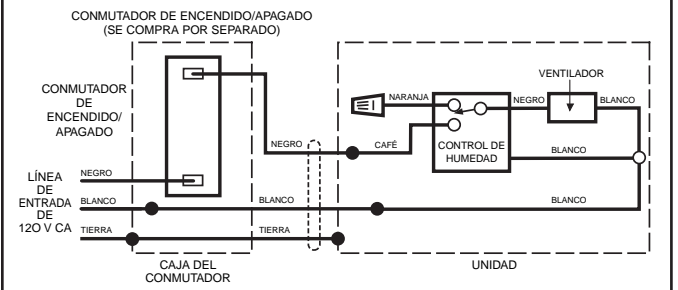 CONMUTADOR DE ENCENDIDO/APAGADO
(SE COMPRA POR SEPARADO)
CONMUTADOR
DE
ENCENDIDO/
APAGADO
VENTILADOR
NARANJA
NEGRO
BLANCO
NEGRO
CAFÉ
CONTROL DE
HUMEDAD
BLANCO
LÍNEA
DE
ENTRADA
DE
12O V CA
NEGRO
BLANCO
BLANCO
BLANCO
TIERRA
TIERRA
CAJA DEL
CONMUTADOR
UNIDAD